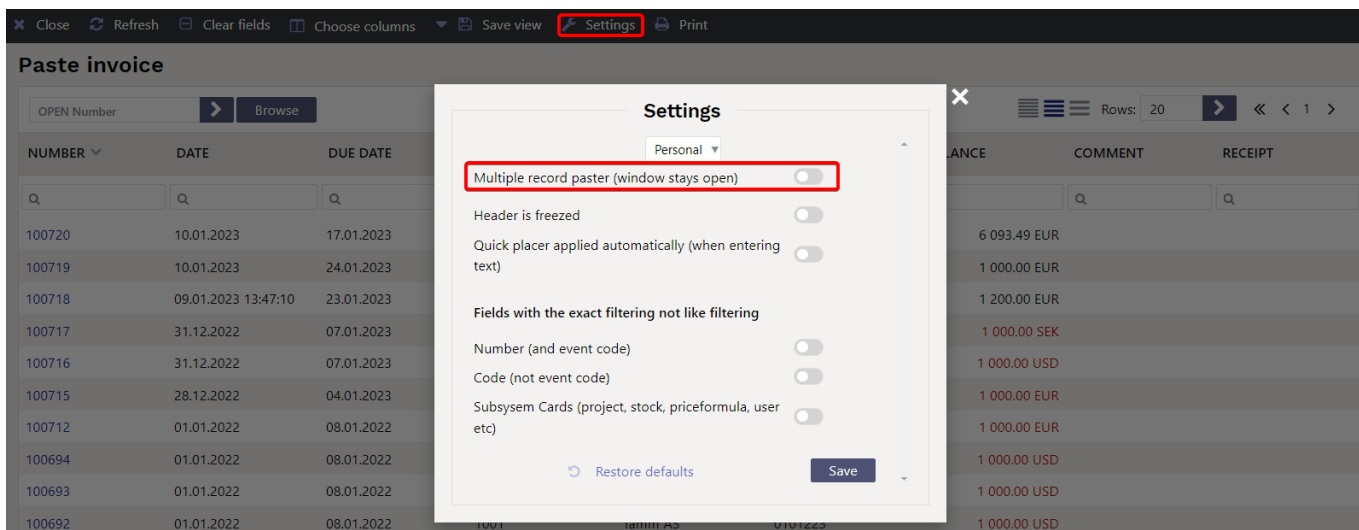 Close Refresh Clear fields Choose columns Save view Settings Print
Paste invoice
OPEN Number Browse Rows: 20 1
Settings
Personal
NUMBER DATE DUE DATE LANCE COMMENT RECEIPT
Multiple record paster (window stays open)
Header is freezed
Quick placer applied automatically (when entering
text)
Fields with the exact filtering not like filtering
Number (and event code)
Code (not event code)
Subsysem Cards (project, stock, priceformula, user
etc)
Restore defaults Save
100720 10.01.2023 17.01.2023 6 093.49 EUR
100719 10.01.2023 24.01.2023 1 000.00 EUR
100718 09.01.2023 13:47:10 23.01.2023 1 200.00 EUR
100717 31.12.2022 07.01.2023 1 000.00 SEK
100716 31.12.2022 07.01.2023 1 000.00 USD
100715 28.12.2022 04.01.2023 1 000.00 EUR
100712 01.01.2022 08.01.2022 1 000.00 EUR
100694 01.01.2022 08.01.2022 1 000.00 USD
100693 01.01.2022 08.01.2022 1 000.00 USD
100692 01.01.2022 08.01.2022 1001 Tamm AS 0101223 1 000.00 USD